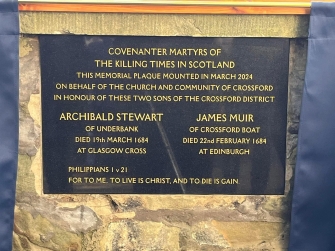 COVENANTER MARTYRS OF
THE KILLING TIMES IN SCOTLAND
THIS MEMORIAL PLAQUE MOUNTED IN MARCH 2024
ON BEHALF OF THE CHURCH AND COMMUNITY OF CROSSFORD
IN HONOUR OF THESE TWO SONS OF THE CROSSFORD DISTRICT
ARCHIBALD STEWART
OF UNDERBANK
DIED 19th MARCH 1684
AT GLASGOW CROSS
JAMES MUIR
OF CROSSFORD BOAT
DIED 22nd FEBRUARY 1684
AT EDINBURGH
PHILIPPIANS 1 v 21
FOR TO ME, TO LIVE IS CHRIST, AND TO DIE IS GAIN.